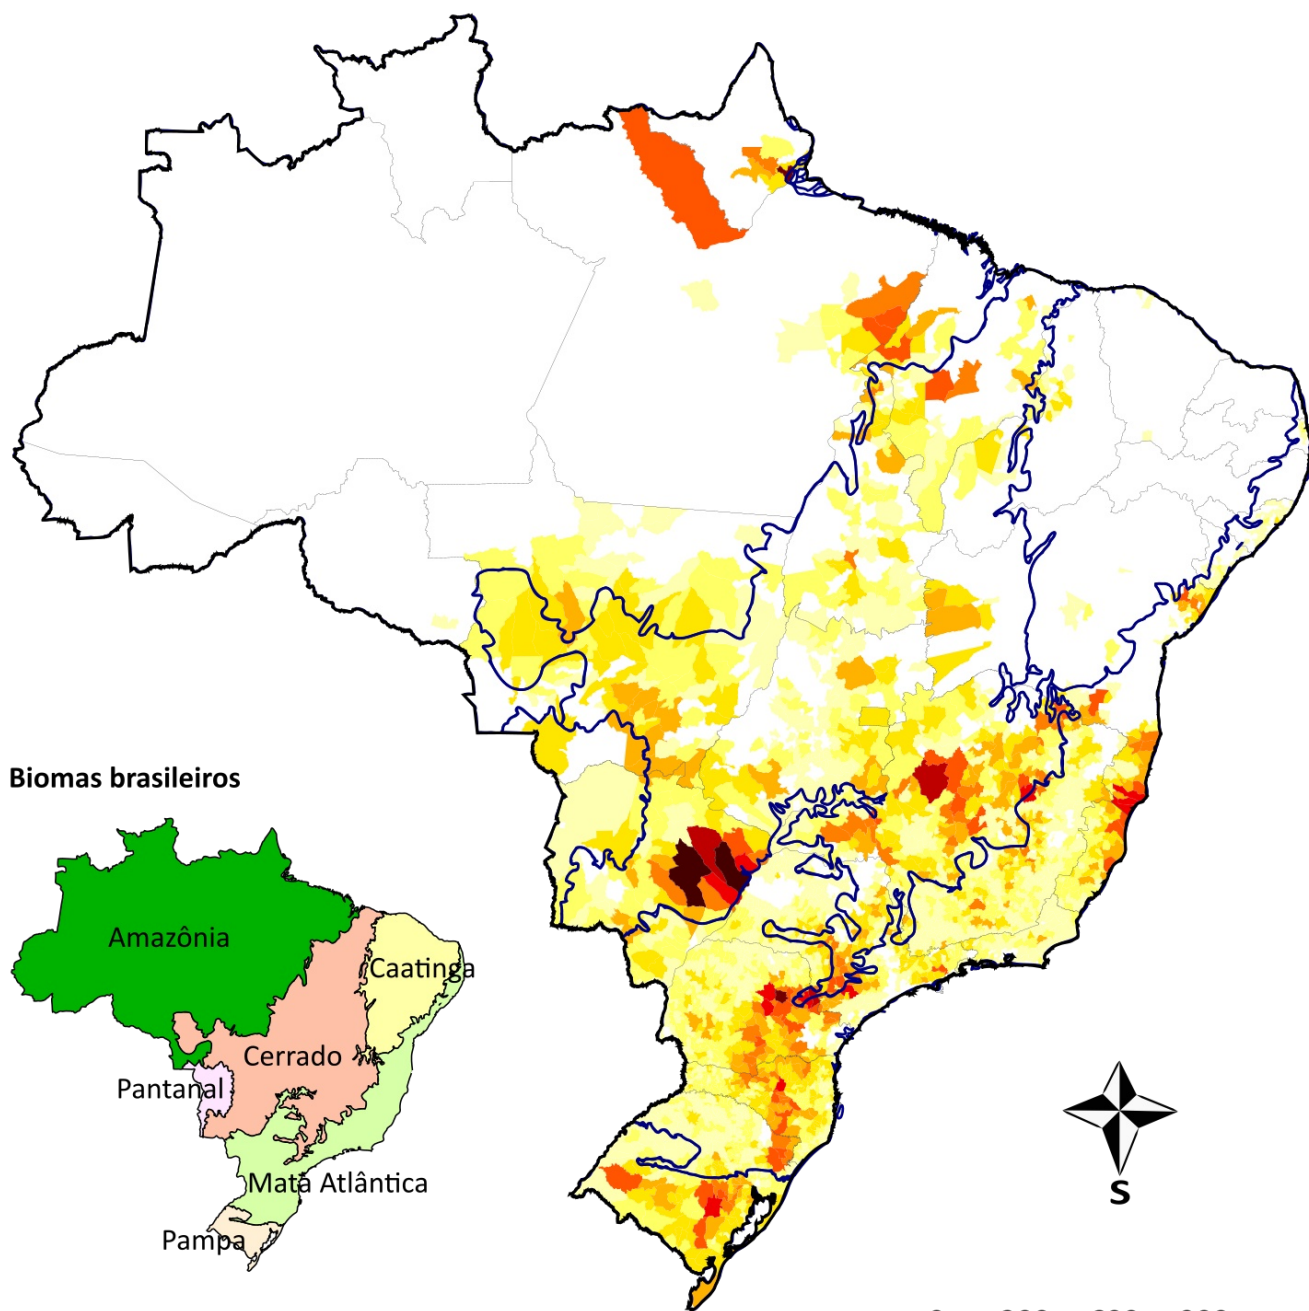 Biomas brasileiros
Amazônia
Caatinga
Cerrado
Pantanal
Mata Atlântica
Pampa
S